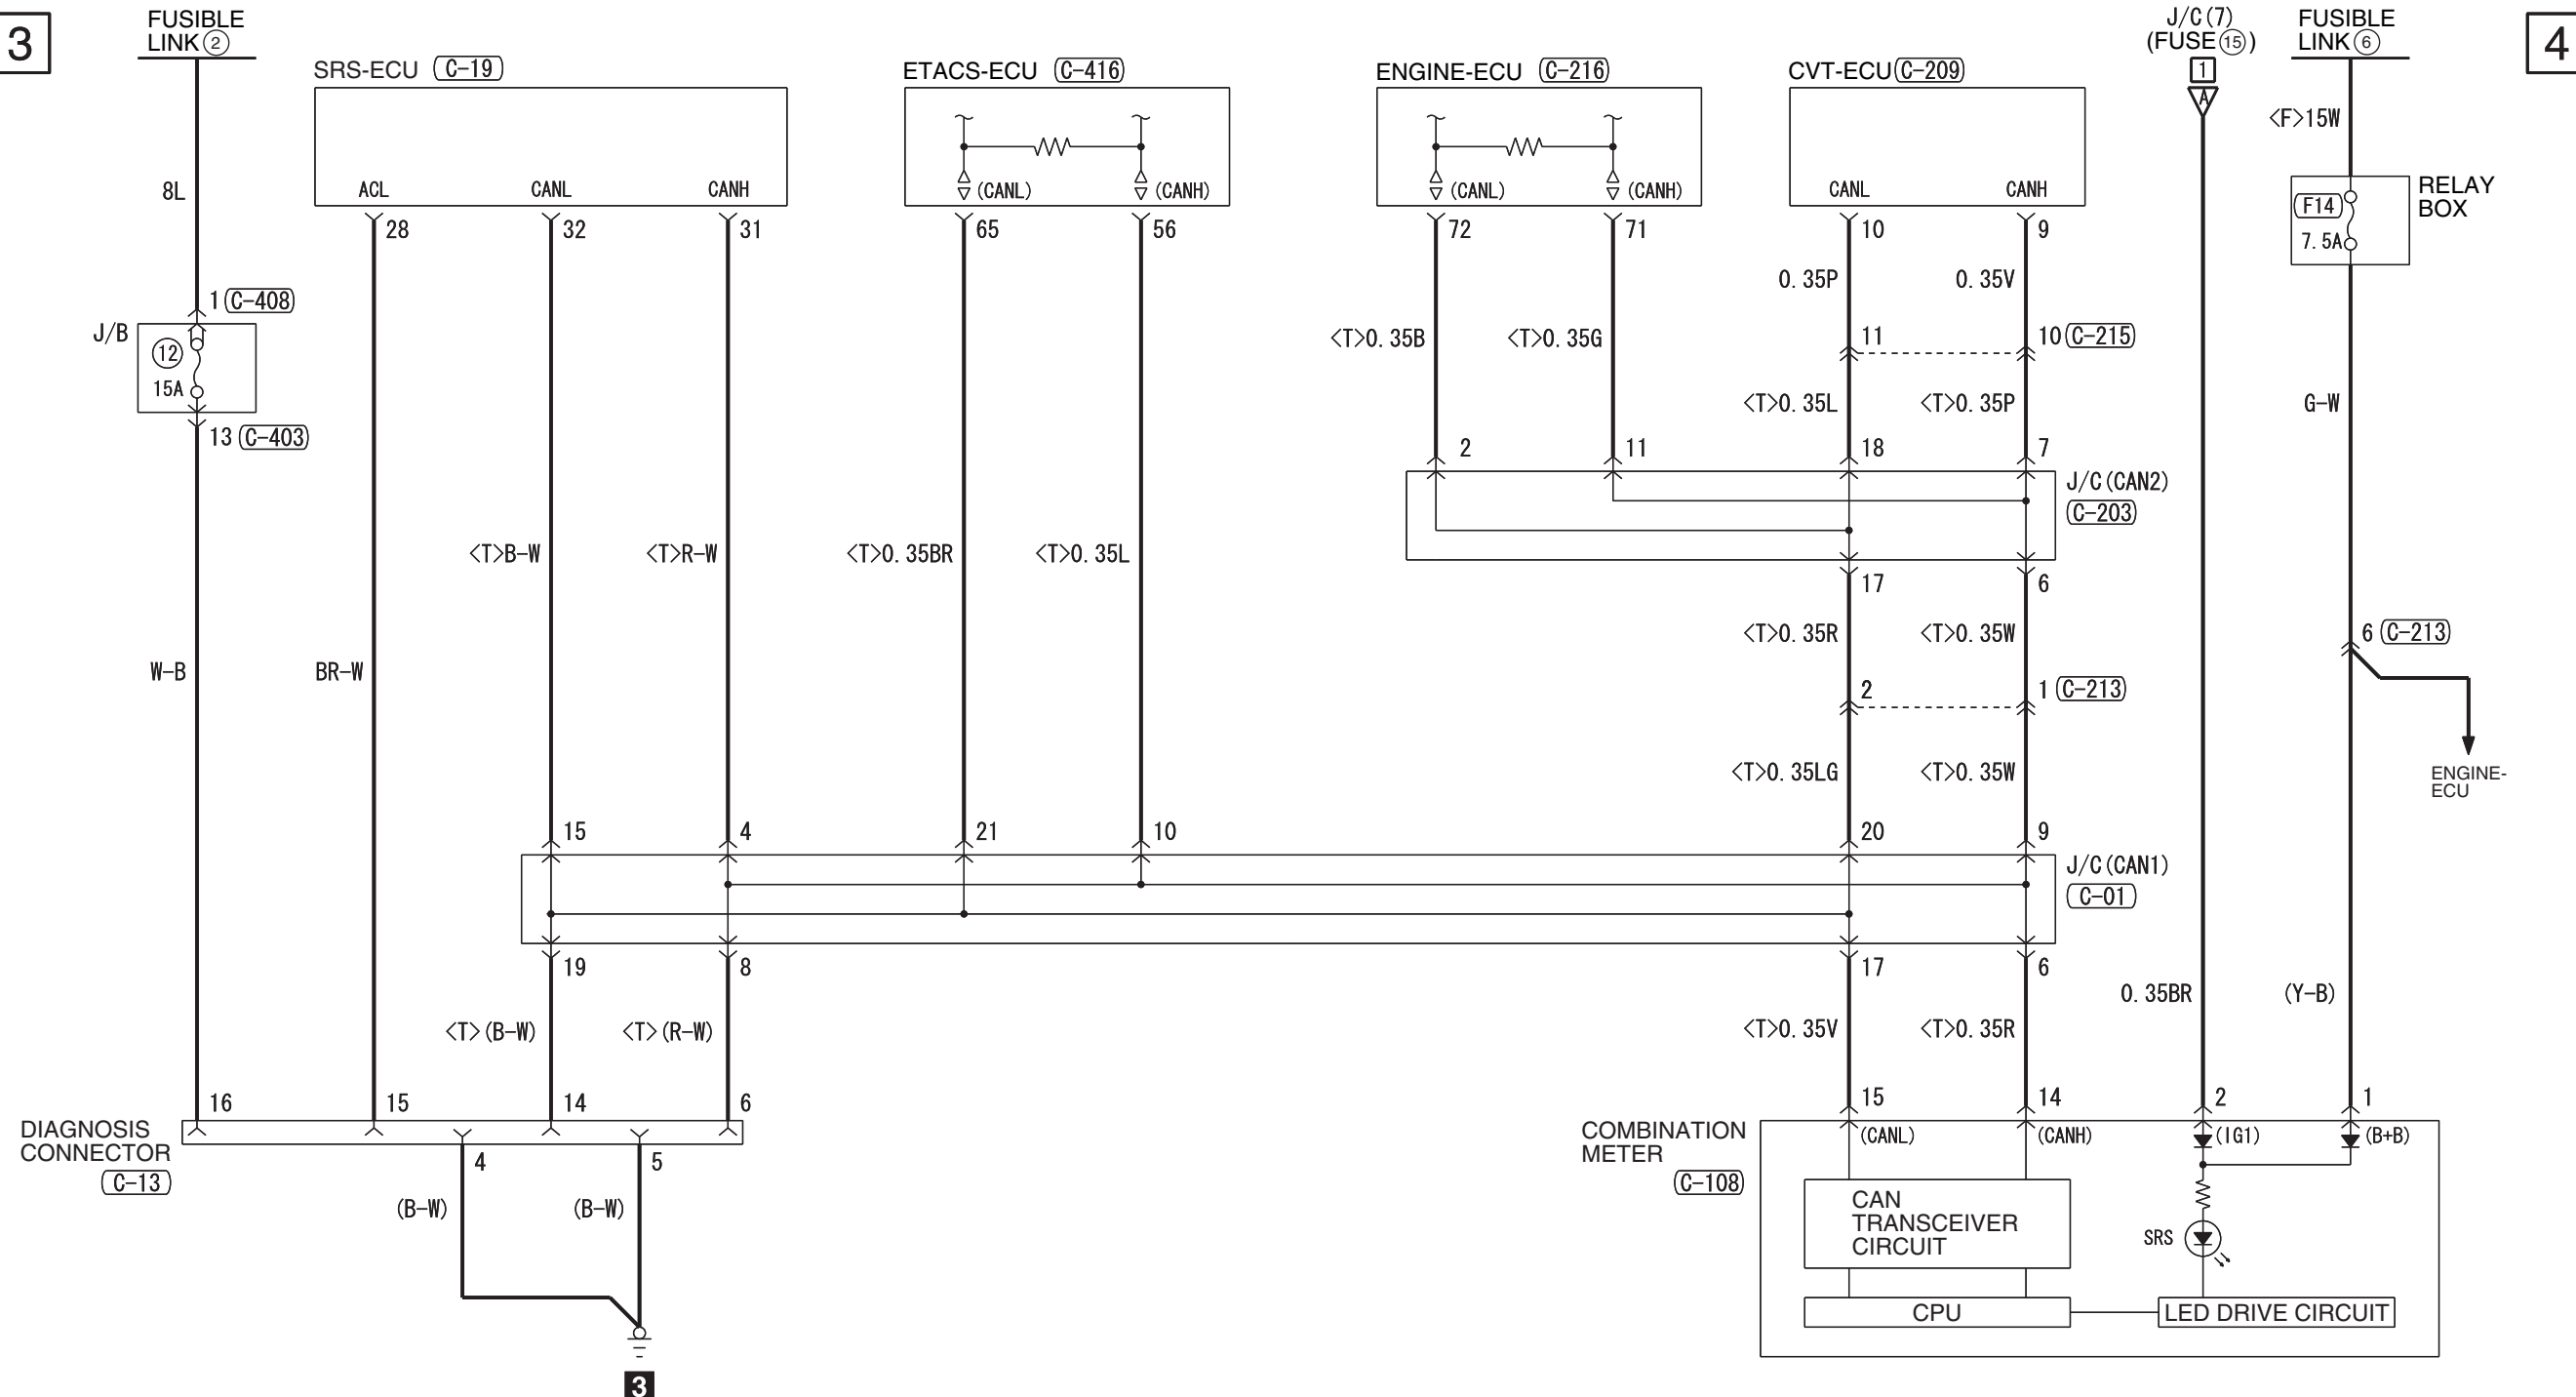 3
FUSIBLE
LINK 2
SRS-ECU C-19
ETACS-ECU C-416
ENGINE-ECU C-216
CVT-ECU C-209
J/C(7)
(FUSE 15)
1
A
FUSIBLE
LINK 6
4
<F>15W
8L
ACL CANL CANH
(CANL) (CANH)
(CANL) (CANH)
CANL CANH
F14
7.5A
RELAY
BOX
28 32 31 65 56 72 71 10 9
0.35P 0.35V
1 C-408
J/B
12
15A
13 C-403
<T>0.35B <T>0.35G
11 10 C-215
<T>0.35L <T>0.35P
G-W
2 11 18 7
J/C(CAN2)
C-203
<T>B-W <T>R-W <T>0.35BR <T>0.35L
17 6
<T>0.35R <T>0.35W
6 C-213
W-B BR-W
2 1 C-213
<T>0.35LG <T>0.35W
ENGINE-
ECU
15 4 21 10 20 9
J/C(CAN1)
C-01
19 8 17 6
<T>(B-W) <T>(R-W)
<T>0.35V <T>0.35R
0.35BR (Y-B)
16 15 14 6
15 14 2 1
DIAGNOSIS
CONNECTOR
C-13
4 5
(B-W) (B-W)
3
COMBINATION
METER
C-108
(CANL) (CANH) (IG1) (B+B)
CAN
TRANSCEIVER
CIRCUIT
SRS
CPU
LED DRIVE CIRCUIT